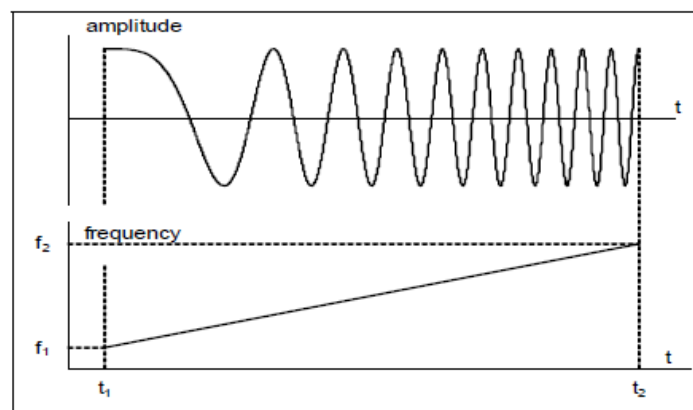 amplitude
t
frequency
f₂
f₁
t
t₁
t₂